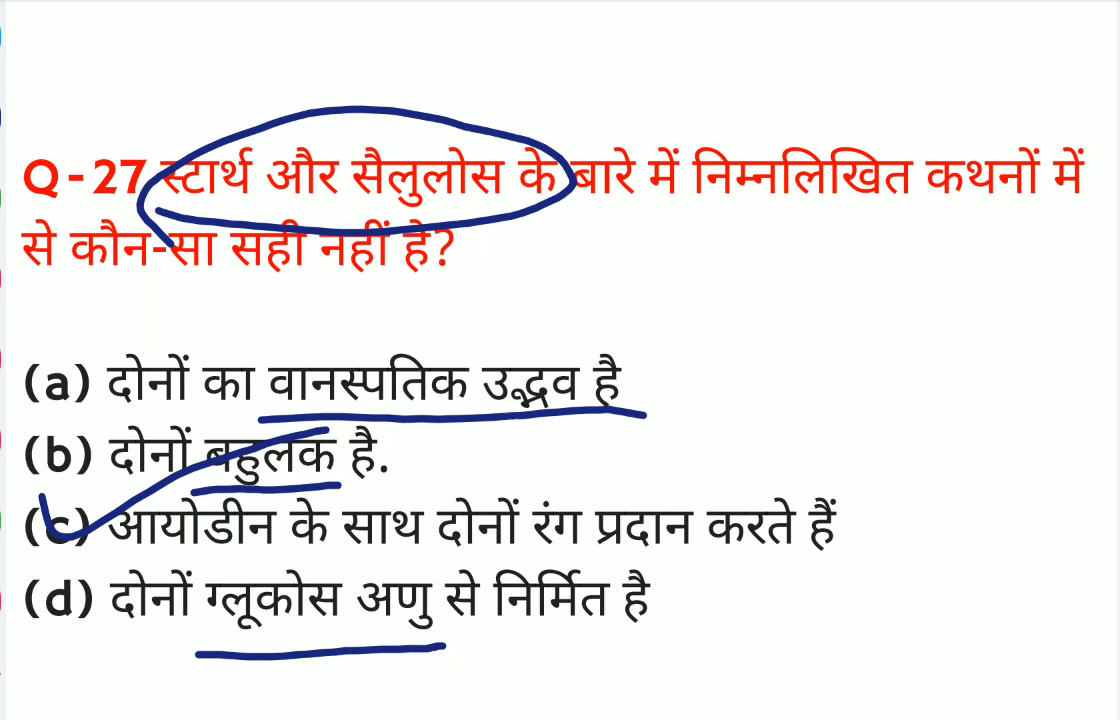 Q-27 स्टार्थ और सैलुलोस के बारे में निम्नलिखित कथनों में
से कौन-सा सही नहीं है?
(a) दोनों का वानस्पतिक उद्भव है
(b) दोनों बहुलक है.
(c) आयोडीन के साथ दोनों रंग प्रदान करते हैं
(d) दोनों ग्लूकोस अणु से निर्मित है